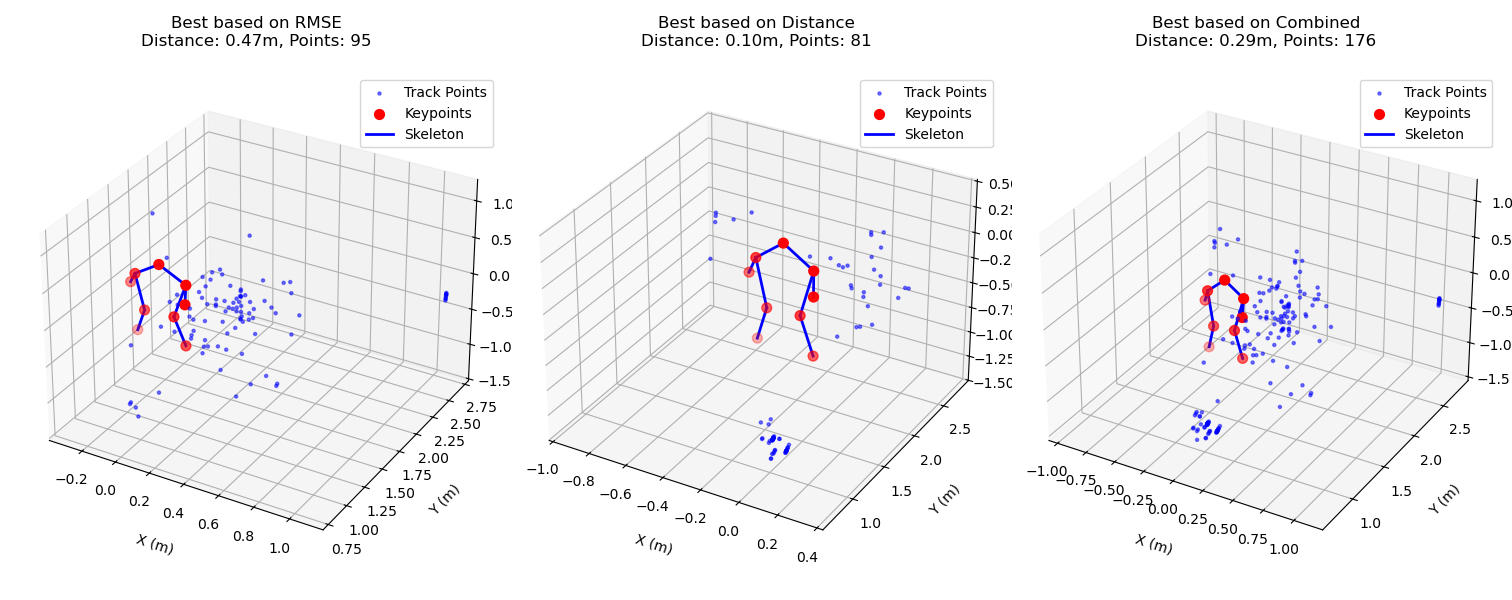 Best based on RMSE
Distance: 0.47m, Points: 95
Track Points
Keypoints
Skeleton
1.0
0.5
0.0
−0.5
−1.0
−1.5
2.75
2.50
2.25
2.00
1.75
1.50
1.25
1.00
0.75
Y (m)
−0.2
0.0
0.2
0.4
0.6
0.8
1.0
X (m)
Best based on Distance
Distance: 0.10m, Points: 81
Track Points
Keypoints
Skeleton
0.50
0.25
0.00
−0.2
−0.5
−0.75
−1.00
−1.25
−1.50
2.5
2.0
1.5
1.0
Y (m)
−1.0
−0.8
−0.6
−0.4
−0.2
0.0
0.2
0.4
X (m)
Best based on Combined
Distance: 0.29m, Points: 176
Track Points
Keypoints
Skeleton
1.0
0.5
0.0
−0.5
−1.0
−1.5
2.5
2.0
1.5
1.0
Y (m)
−1.00
−0.75
−0.50
−0.25
0.00
0.25
0.50
0.75
1.00
X (m)